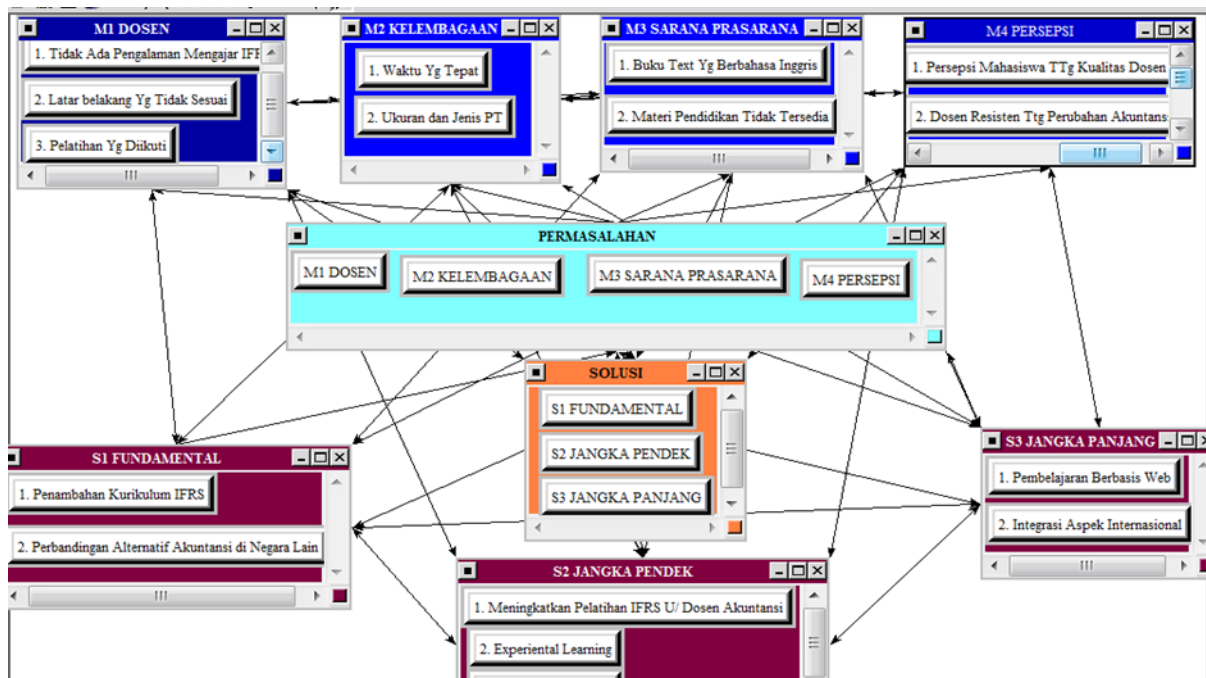 M1 DOSEN
1. Tidak Ada Pengalaman Mengajar IFR
2. Latar belakang Yg Tidak Sesuai
3. Pelatihan Yg Diikuti
M2 KELEMBAGAAN
1. Waktu Yg Tepat
2. Ukuran dan Jenis PT
M3 SARANA PRASARANA
1. Buku Text Yg Berbahasa Inggris
2. Materi Pendidikan Tidak Tersedia
M4 PERSEPSI
1. Persepsi Mahasiswa TTg Kualitas Dosen
2. Dosen Resisten Ttg Perubahan Akuntans
PERMASALAHAN
M1 DOSEN
M2 KELEMBAGAAN
M3 SARANA PRASARANA
M4 PERSEPSI
SOLUSI
S1 FUNDAMENTAL
S2 JANGKA PENDEK
S3 JANGKA PANJANG
S1 FUNDAMENTAL
1. Penambahan Kurikulum IFRS
2. Perbandingan Alternatif Akuntansi di Negara Lain
S3 JANGKA PANJANG
1. Pembelajaran Berbasis Web
2. Integrasi Aspek Internasional
S2 JANGKA PENDEK
1. Meningkatkan Pelatihan IFRS U/ Dosen Akuntansi
2. Experiental Learning